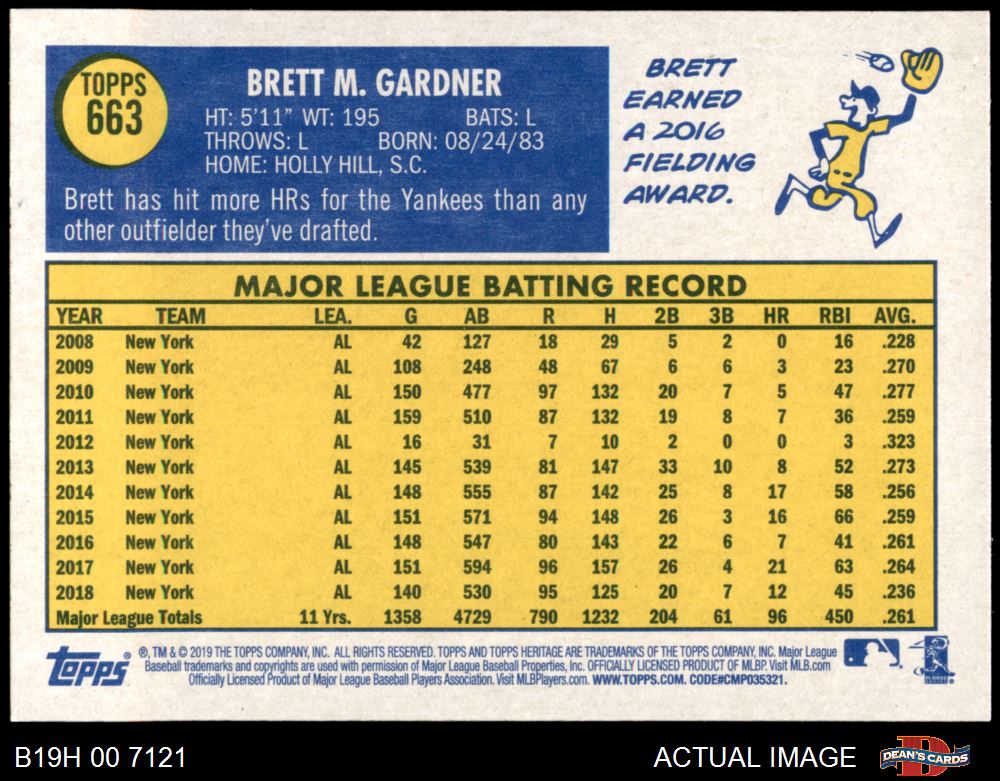 TOPPS
663
BRETT M. GARDNER
HT: 5'11" WT: 195 BATS: L
THROWS: L BORN: 08/24/83
HOME: HOLLY HILL, S.C.
Brett has hit more HRs for the Yankees than any
other outfielder they've drafted.
BRETT
EARNED
A 2016
FIELDING
AWARD.
MAJOR LEAGUE BATTING RECORD
YEAR TEAM LEA. G AB R H 2B 3B HR RBI AVG.
2008 New York AL 42 127 18 29 5 2 0 16 .228
2009 New York AL 108 248 48 67 6 6 3 23 .270
2010 New York AL 150 477 97 132 20 7 5 47 .277
2011 New York AL 159 510 87 132 19 8 7 36 .259
2012 New York AL 16 31 7 10 2 0 0 3 .323
2013 New York AL 145 539 81 147 33 10 8 52 .273
2014 New York AL 148 555 87 142 25 8 17 58 .256
2015 New York AL 151 571 94 148 26 3 16 66 .259
2016 New York AL 148 547 80 143 22 6 7 41 .261
2017 New York AL 151 594 96 157 26 4 21 63 .264
2018 New York AL 140 530 95 125 20 7 12 45 .236
Major League Totals 11 Yrs. 1358 4729 790 1232 204 61 96 450 .261
Topps®
®, TM & © 2019 THE TOPPS COMPANY, INC. ALL RIGHTS RESERVED. TOPPS AND TOPPS HERITAGE ARE TRADEMARKS OF THE TOPPS COMPANY, INC. Major League
Baseball trademarks and copyrights are used with permission of Major League Baseball Properties, Inc. OFFICIALLY LICENSED PRODUCT OF MLBP. Visit MLB.com
Officially Licensed Product of Major League Baseball Players Association. Visit MLBPlayers.com. WWW.TOPPS.COM. CODE#CMP035321.
B19H 00 7121
ACTUAL IMAGE
DEAN'S CARDS